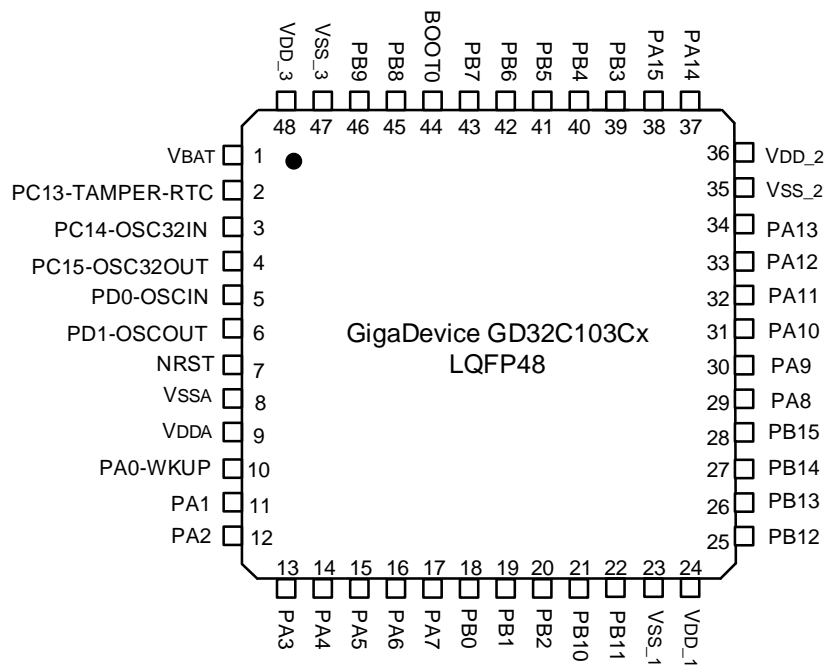 VDD_3
VSS_3
PB9
PB8
BOOT0
PB7
PB6
PB5
PB4
PB3
PA15
PA14
48 47 46 45 44 43 42 41 40 39 38 37
VBAT 1
PC13-TAMPER-RTC 2
PC14-OSC32IN 3
PC15-OSC32OUT 4
PD0-OSCIN 5
PD1-OSCOUT 6
NRST 7
VSSA 8
VDDA 9
PA0-WKUP 10
PA1 11
PA2 12
GigaDevice GD32C103Cx
LQFP48
36 VDD_2
35 VSS_2
34 PA13
33 PA12
32 PA11
31 PA10
30 PA9
29 PA8
28 PB15
27 PB14
26 PB13
25 PB12
13 14 15 16 17 18 19 20 21 22 23 24
PA3
PA4
PA5
PA6
PA7
PB0
PB1
PB2
PB10
PB11
VSS_1
VDD_1